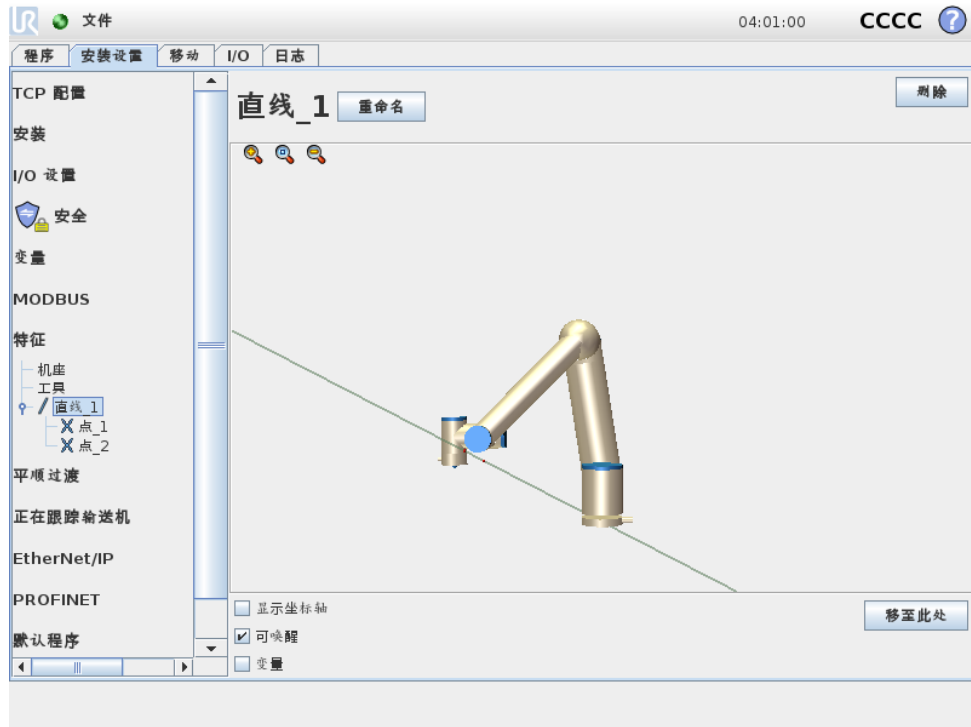 UR 文件 04:01:00 CCCC ?
程序 安装设置 移动 I/O 日志
TCP 配置
安装
I/O 设置
安全
变量
MODBUS
特征
机座
工具
直线_1
点_1
点_2
平顺过渡
正在跟踪输送机
EtherNet/IP
PROFINET
默认程序
直线_1 重命名 删除
显示坐标轴
可唤醒
变量
移至此处